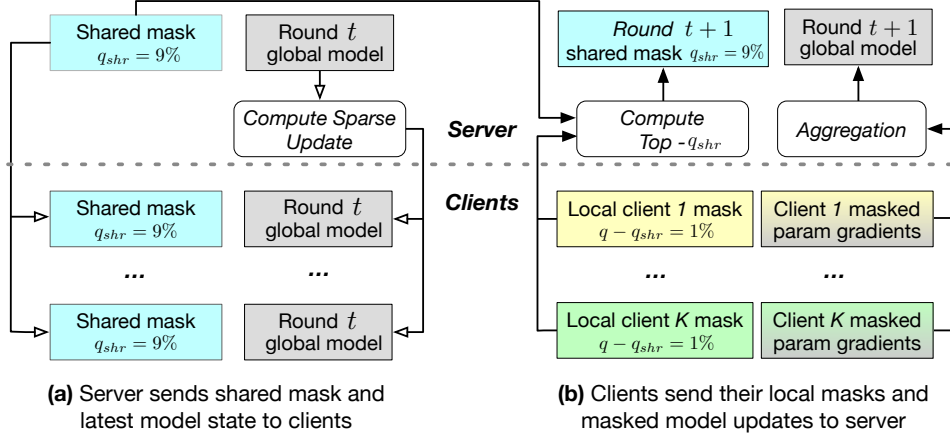 Shared mask
q_{shr} = 9%
Round t
global model
Compute Sparse
Update
Server
Round t + 1
shared mask q_{shr} = 9%
Round t + 1
global model
Compute
Top - q_{shr}
Aggregation
Clients
Shared mask
q_{shr} = 9%
Round t
global model
...
...
Shared mask
q_{shr} = 9%
Round t
global model
Local client 1 mask
q − q_{shr} = 1%
Client 1 masked
param gradients
...
...
Local client K mask
q − q_{shr} = 1%
Client K masked
param gradients
(a) Server sends shared mask and
latest model state to clients
(b) Clients send their local masks and
masked model updates to server